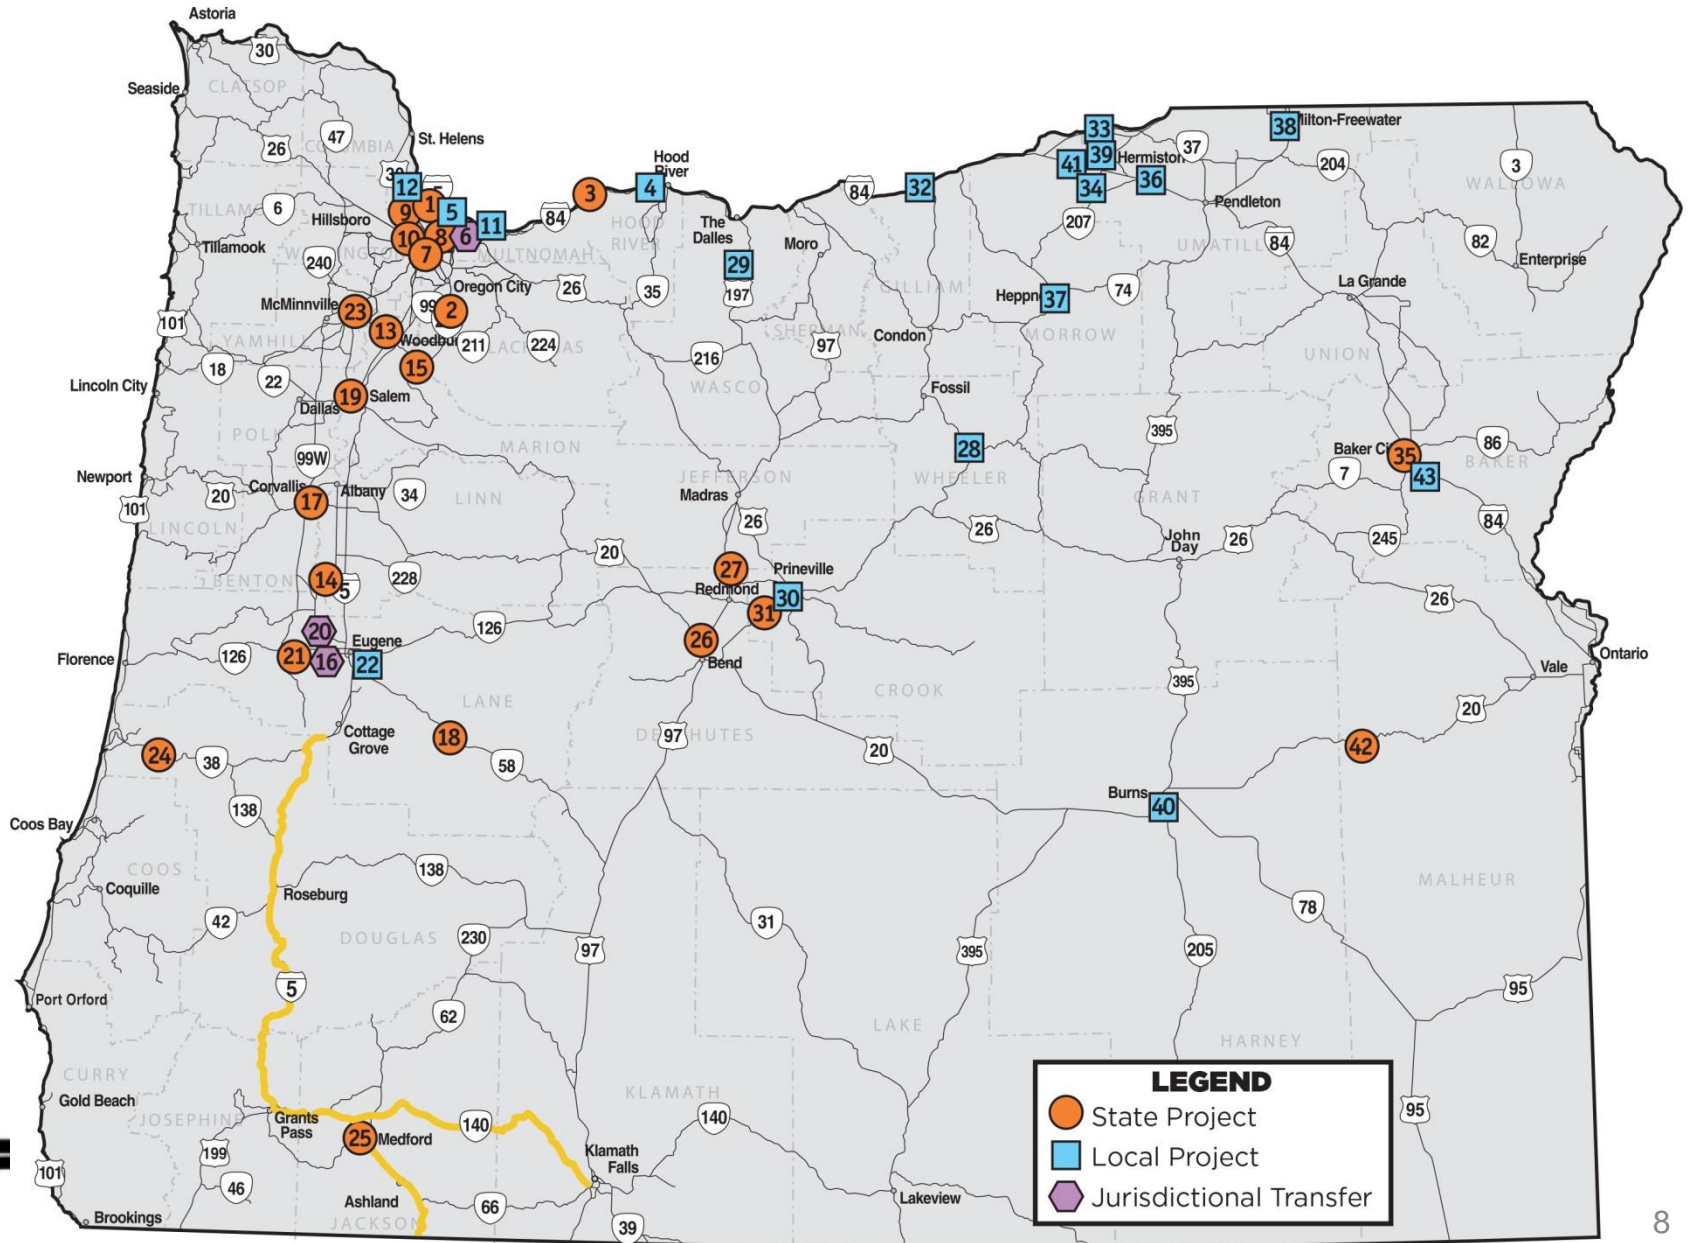 Astoria
30
Seaside
CLATSOP
47
St. Helens
26
COLUMBIA
30
5
12
9
1
5
11
10
8
6
7
TILLAMOOK
6
Hillsboro
Tillamook
WASHINGTON
MULTNOMAH
240
84
3
4
Hood
River
HOOD
RIVER
The
Dalles
29
197
Moro
84
32
33
41
39
Hermiston
34
36
37
207
38
Milton-Freewater
204
3
WALLOWA
Pendleton
UMATILLA
84
82
Enterprise
La Grande
McMinnville
23
13
99
Oregon City
2
26
35
GILLIAM
Heppner
37
74
MORROW
UNION
101
YAMHILL
Woodburn
211
CLACKAMAS
224
15
SHERMAN
97
Condon
216
18
22
WASCO
Lincoln City
Dallas
19
Salem
Fossil
395
POLK
MARION
99W
28
WHEELER
Baker City
35
86
BAKER
7
43
Newport
20
Corvallis
17
Albany
34
LINN
JEFFERSON
Madras
26
GRANT
84
101
LINCOLN
26
John
Day
26
245
20
BENTON
14
5
228
27
Redmond
Prineville
30
31
26
20
Eugene
126
26
Bend
Florence
126
21
16
22
Ontario
Vale
LANE
CROOK
395
20
24
38
Cottage
Grove
18
58
DESCHUTES
97
20
42
138
Burns
40
Coos Bay
COOS
138
Coquille
Roseburg
MALHEUR
42
DOUGLAS
230
97
31
395
205
78
95
5
Port Orford
62
LAKE
HARNEY
CURRY
Gold Beach
JOSEPHINE
Grants
Pass
25
Medford
140
KLAMATH
140
95
199
46
101
Ashland
JACKSON
66
Klamath
Falls
39
Lakeview
Brookings
LEGEND
State Project
Local Project
Jurisdictional Transfer
8